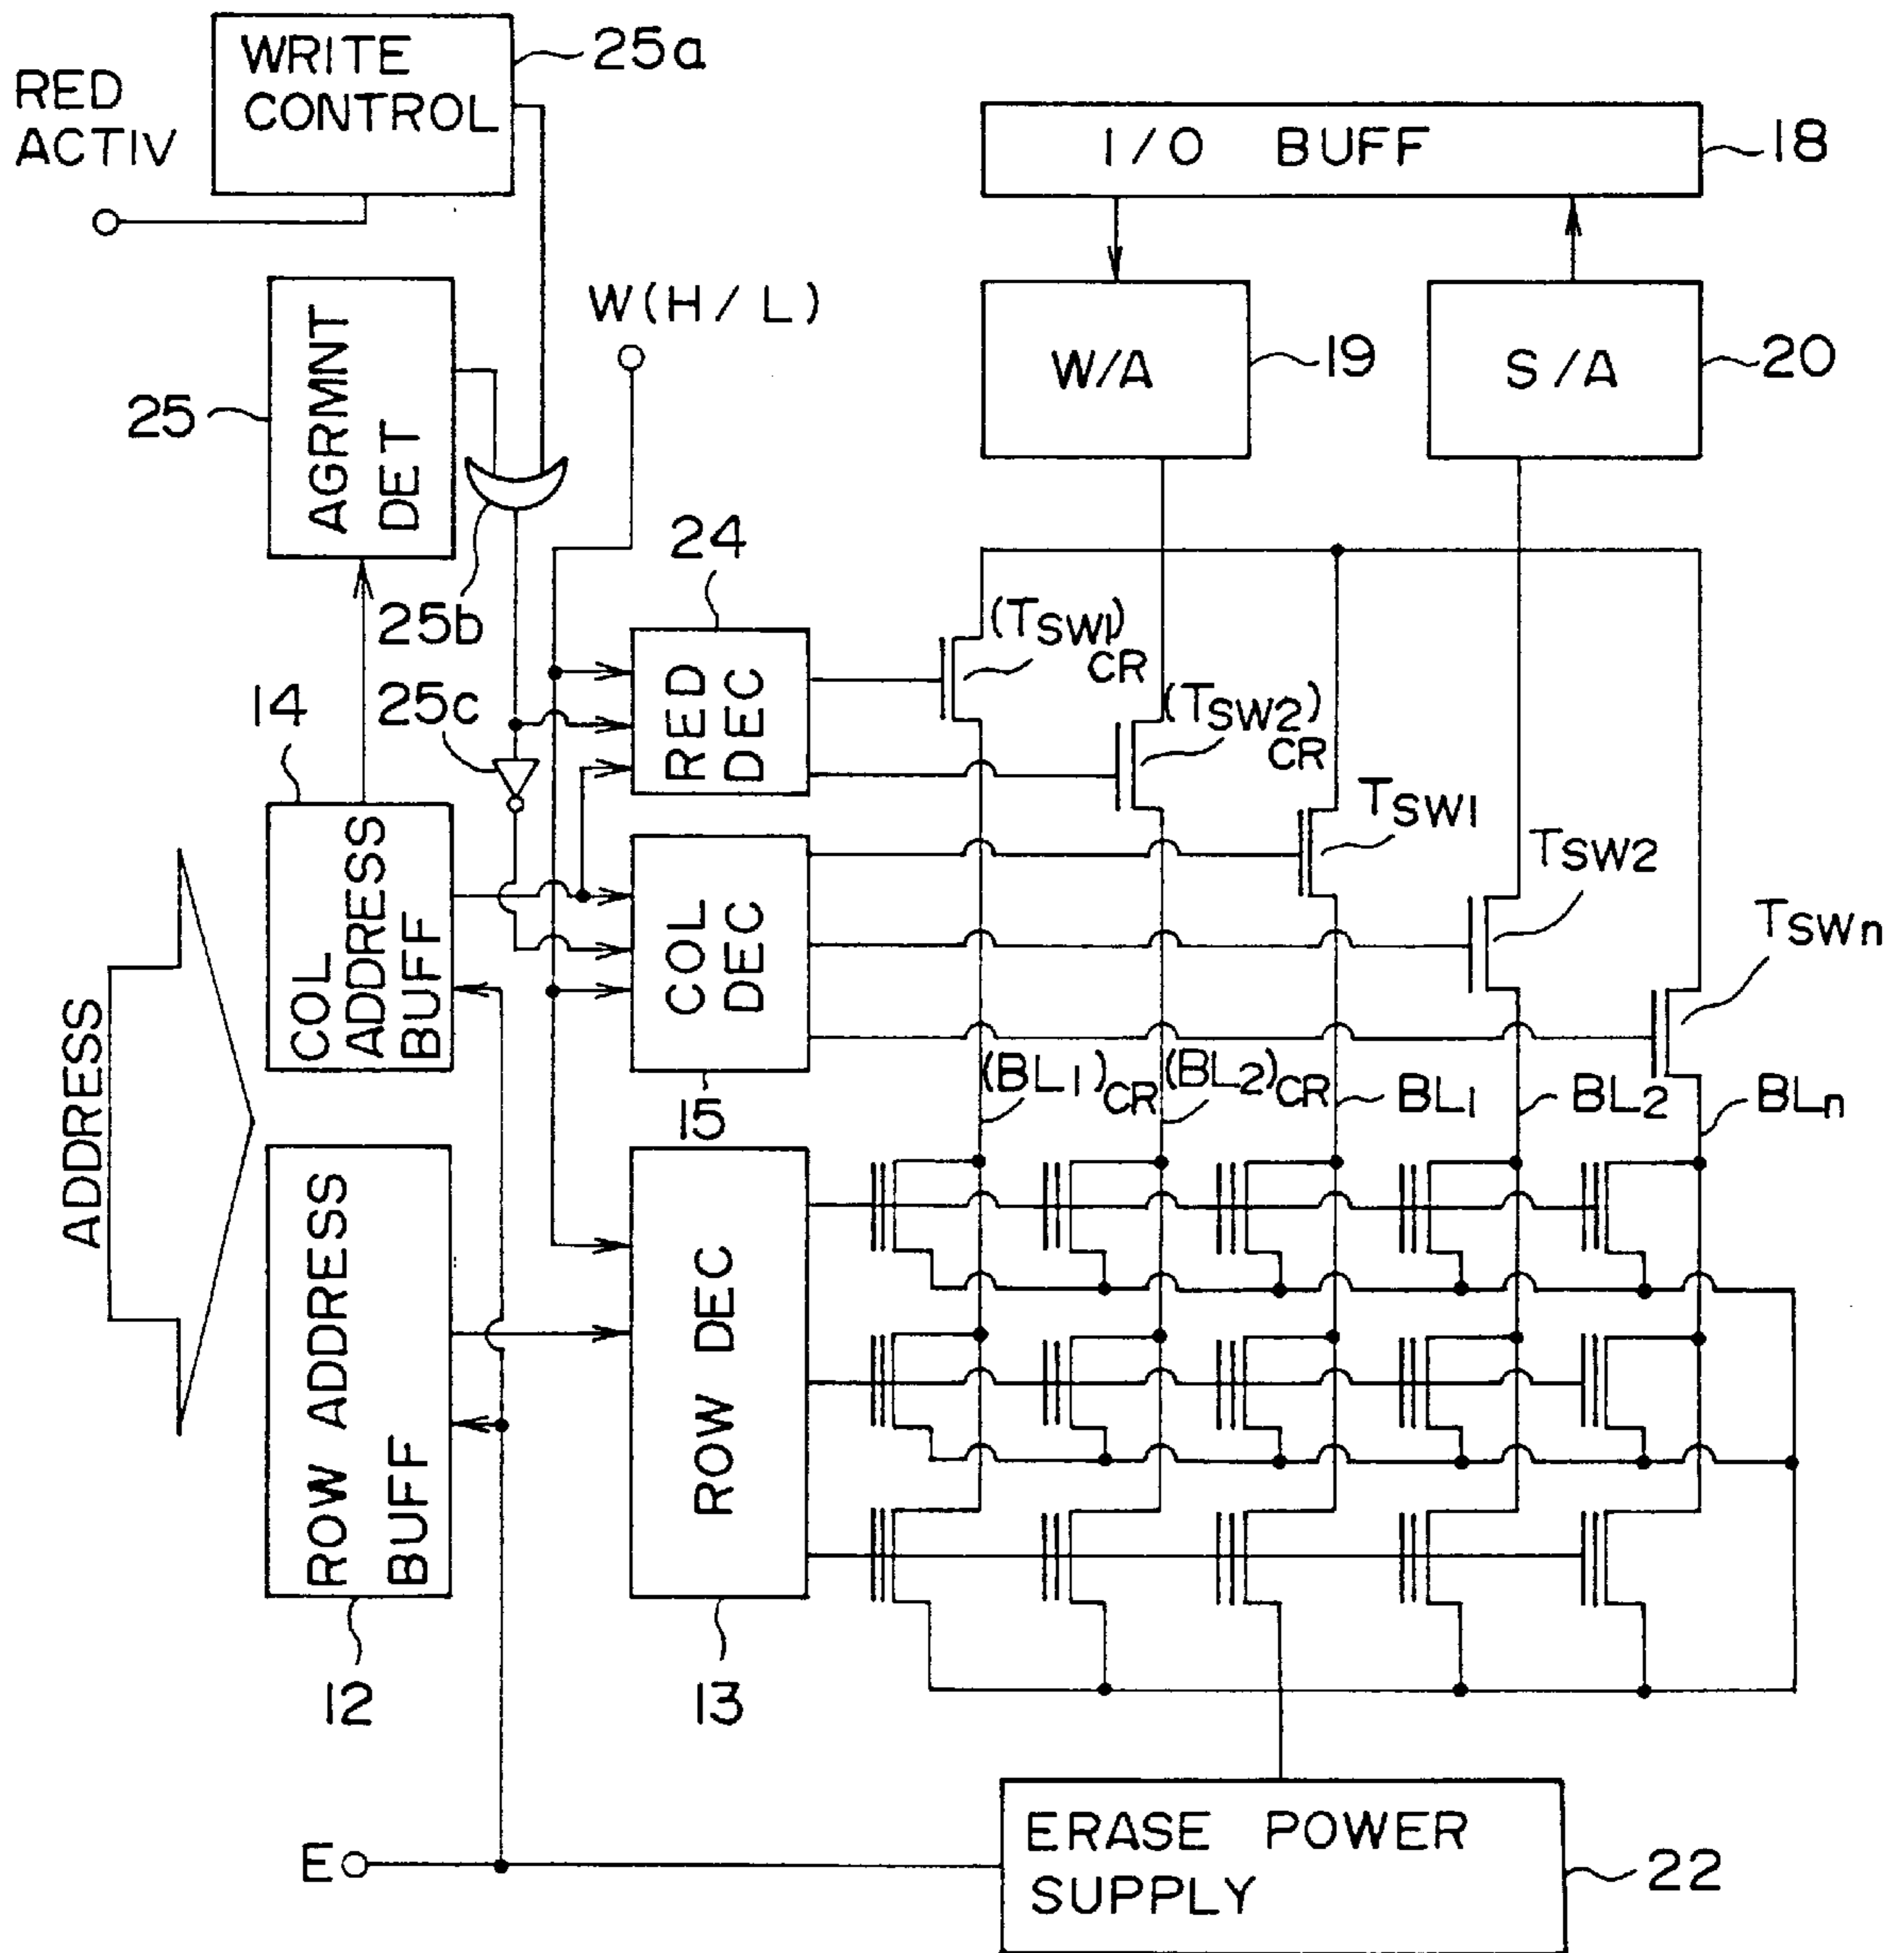 WRITE
CONTROL
25a
RED
ACTIV
I/O BUFF
18
W(H/L)
AGRMNT
DET
25
W/A
19
S/A
20
24
25b
RED
DEC
(TSW1)CR
(TSW2)CR
14
25c
TSW1
TSW2
TSWn
COL
ADDRESS
BUFF
COL
DEC
15
ADDRESS
(BL1)CR
(BL2)CR
BL1
BL2
BLn
ROW ADDRESS
BUFF
12
ROW DEC
13
E
ERASE POWER
SUPPLY
22